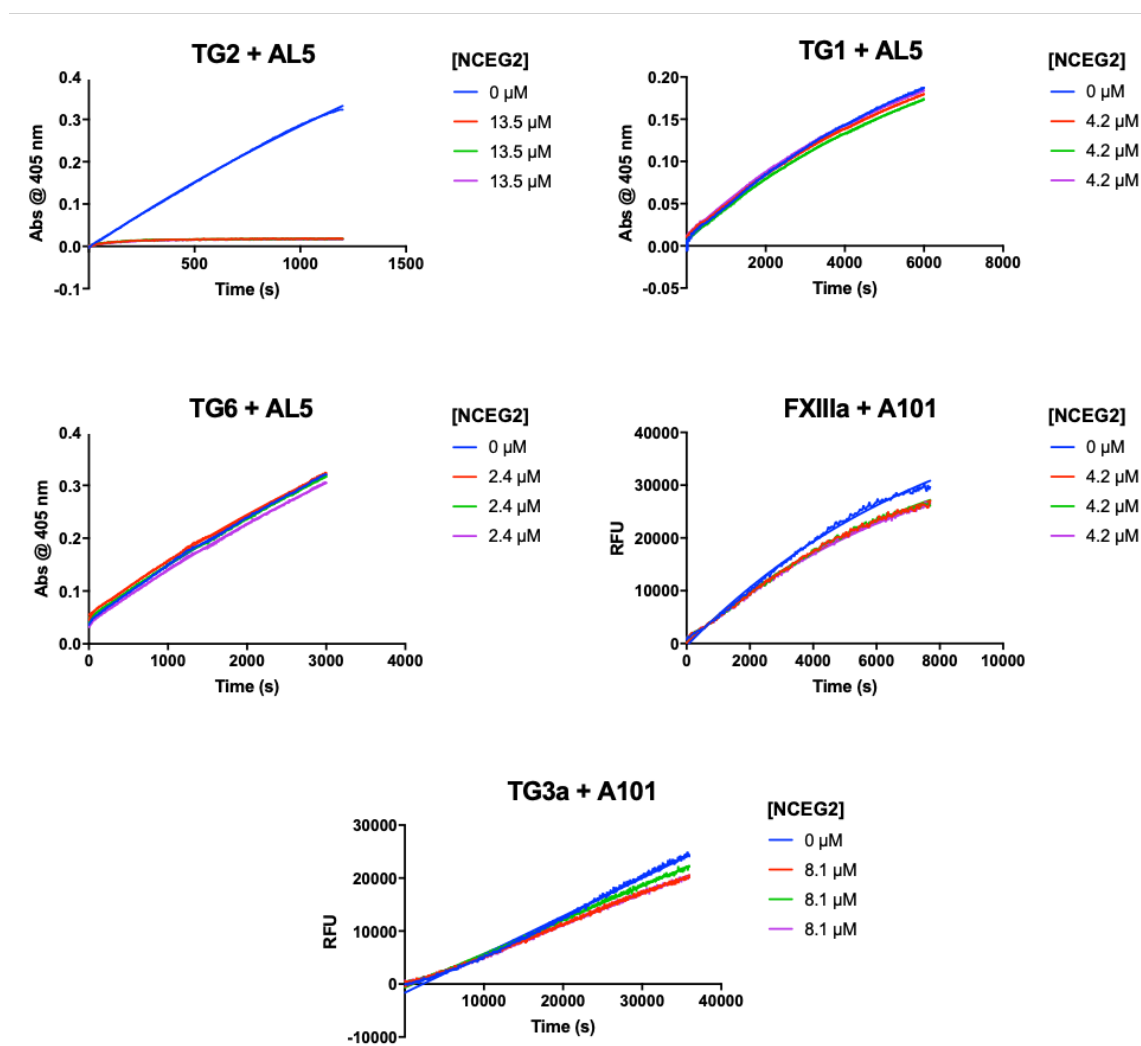 TG2 + AL5
[NCEG2]
0 µM
13.5 µM
13.5 µM
13.5 µM
0.4
0.3
0.2
0.1
0.0
-0.1
500
1000
1500
Abs @ 405 nm
Time (s)
TG1 + AL5
[NCEG2]
0 µM
4.2 µM
4.2 µM
4.2 µM
0.20
0.15
0.10
0.05
0.00
-0.05
2000
4000
6000
8000
Abs @ 405 nm
Time (s)
TG6 + AL5
[NCEG2]
0 µM
2.4 µM
2.4 µM
2.4 µM
0.4
0.3
0.2
0.1
0.0
0
1000
2000
3000
4000
Abs @ 405 nm
Time (s)
FXIIIa + A101
[NCEG2]
0 µM
4.2 µM
4.2 µM
4.2 µM
40000
30000
20000
10000
0
0
2000
4000
6000
8000
10000
RFU
Time (s)
TG3a + A101
[NCEG2]
0 µM
8.1 µM
8.1 µM
8.1 µM
30000
20000
10000
0
-10000
10000
20000
30000
40000
RFU
Time (s)